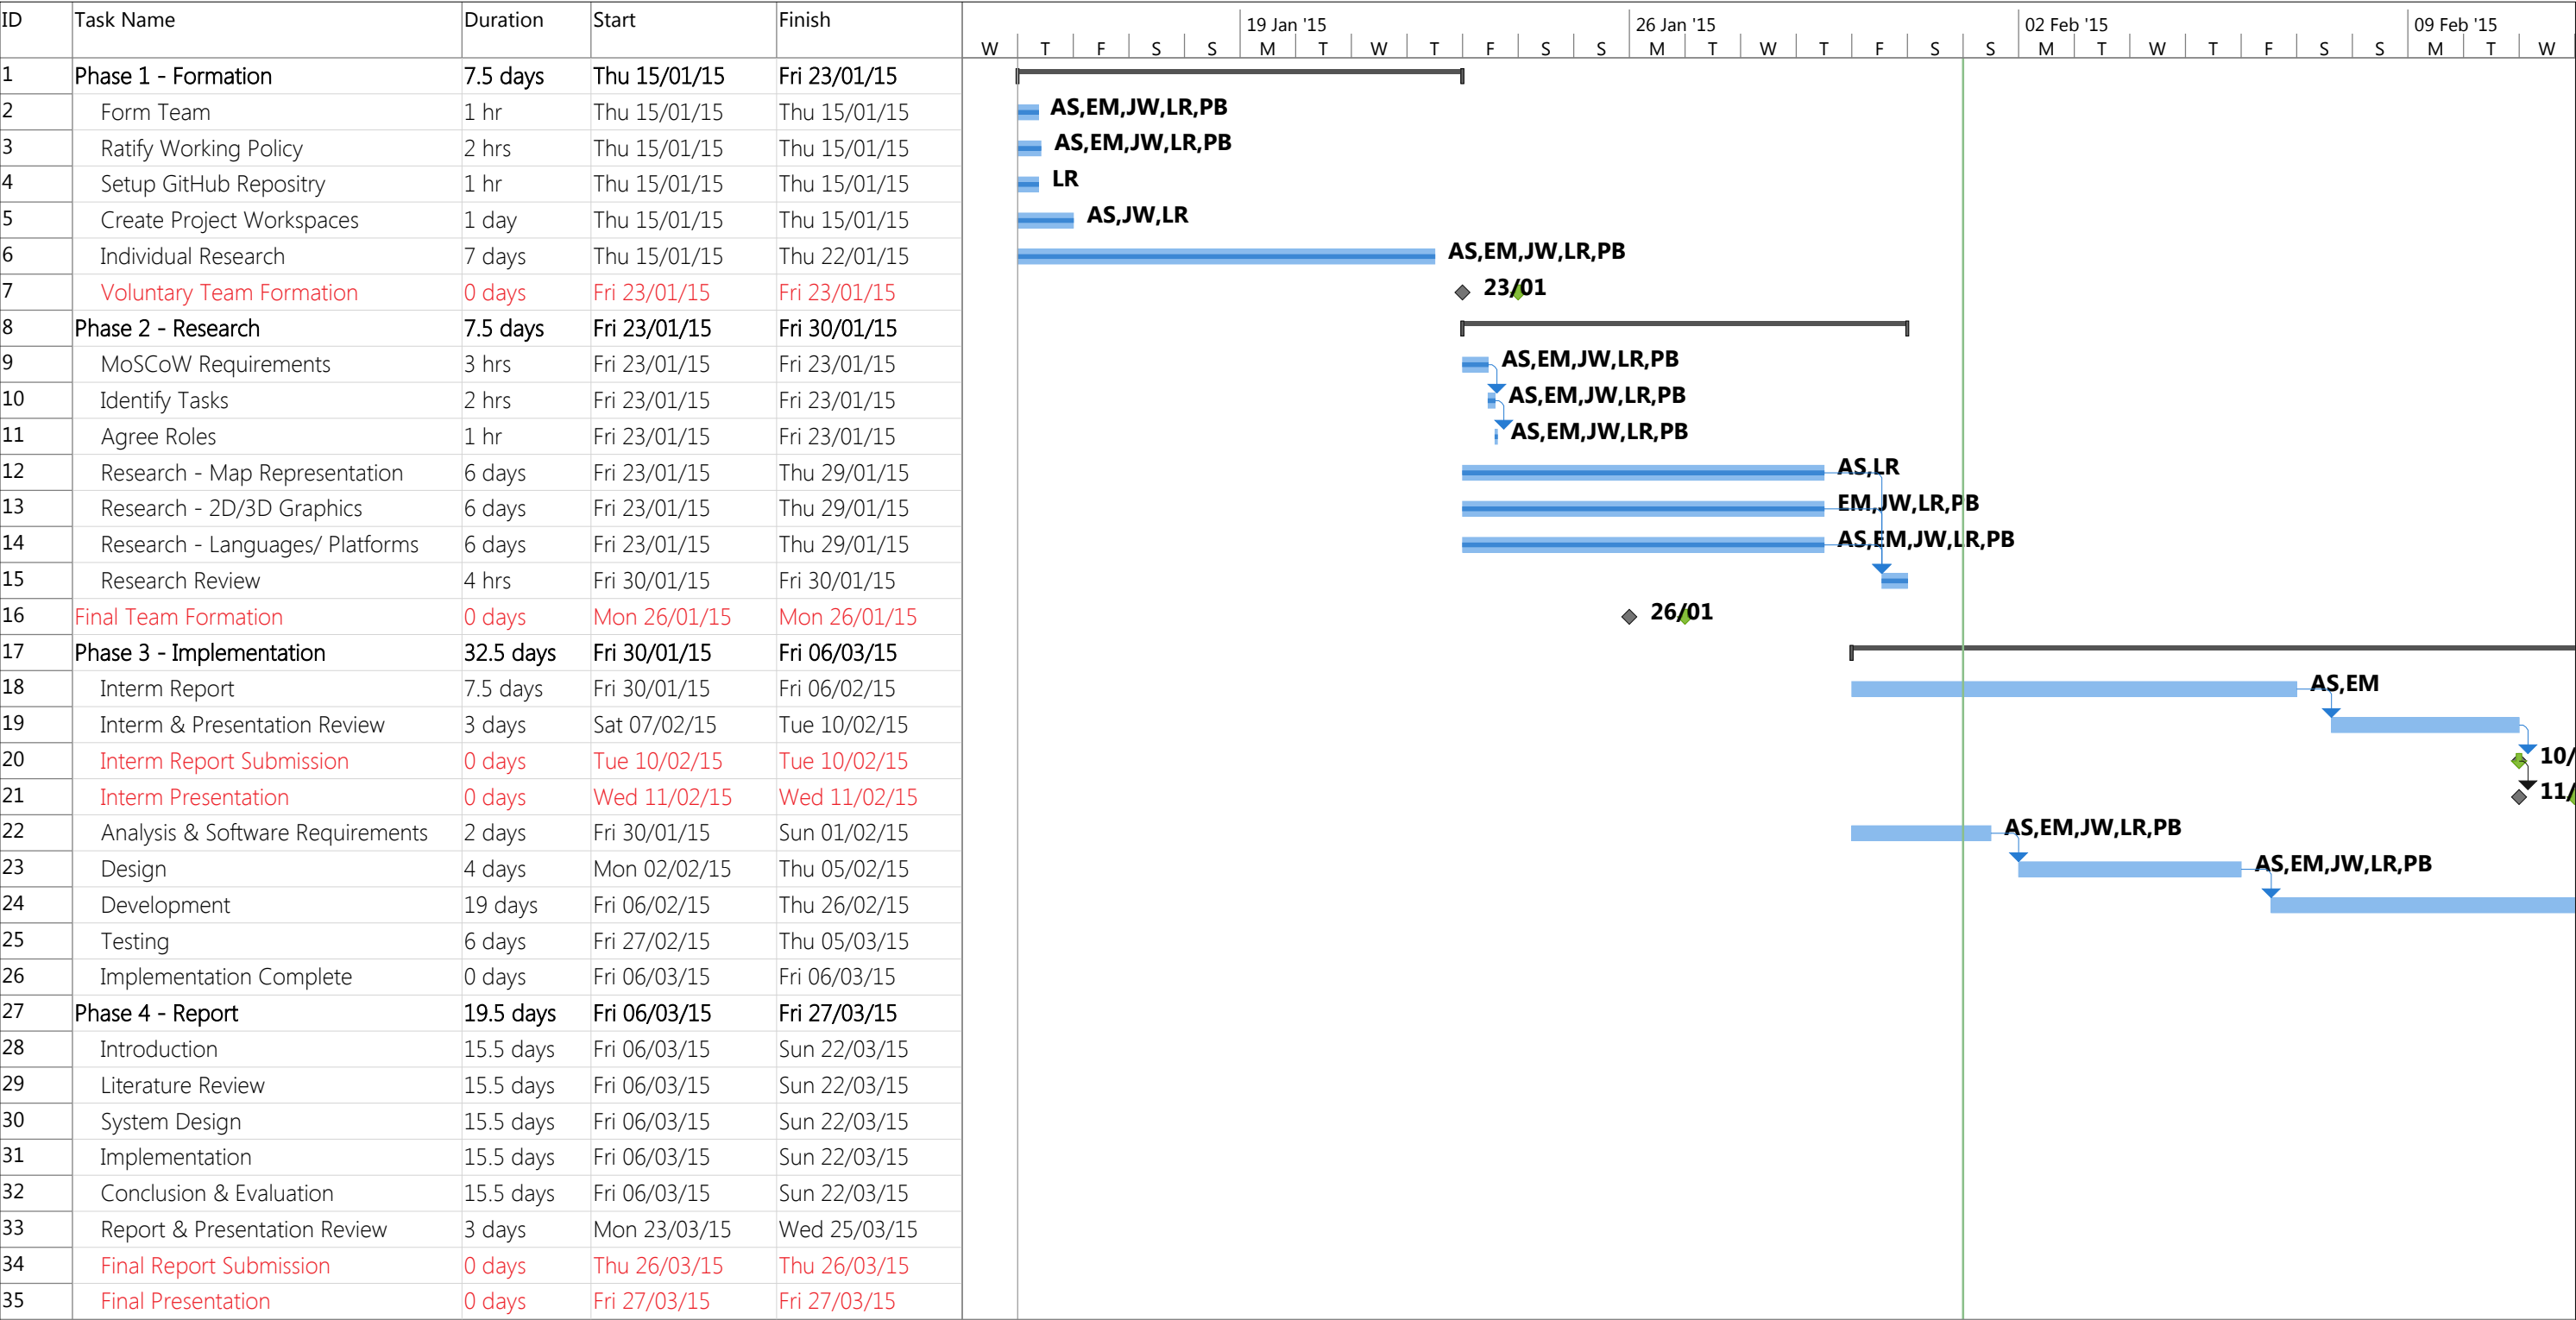 ID Task Name Duration Start Finish 19 Jan '15 26 Jan '15 02 Feb '15 09 Feb '15
W T F S S M T W T F S S M T W T F S S M T W T F S S M T W
1 Phase 1 - Formation 7.5 days Thu 15/01/15 Fri 23/01/15
2 Form Team 1 hr Thu 15/01/15 Thu 15/01/15 AS,EM,JW,LR,PB
3 Ratify Working Policy 2 hrs Thu 15/01/15 Thu 15/01/15 AS,EM,JW,LR,PB
4 Setup GitHub Repositry 1 hr Thu 15/01/15 Thu 15/01/15 LR
5 Create Project Workspaces 1 day Thu 15/01/15 Thu 15/01/15 AS,JW,LR
6 Individual Research 7 days Thu 15/01/15 Thu 22/01/15 AS,EM,JW,LR,PB
7 Voluntary Team Formation 0 days Fri 23/01/15 Fri 23/01/15 23/01
8 Phase 2 - Research 7.5 days Fri 23/01/15 Fri 30/01/15
9 MoSCoW Requirements 3 hrs Fri 23/01/15 Fri 23/01/15 AS,EM,JW,LR,PB
10 Identify Tasks 2 hrs Fri 23/01/15 Fri 23/01/15 AS,EM,JW,LR,PB
11 Agree Roles 1 hr Fri 23/01/15 Fri 23/01/15 AS,EM,JW,LR,PB
12 Research - Map Representation 6 days Fri 23/01/15 Thu 29/01/15 AS,LR
13 Research - 2D/3D Graphics 6 days Fri 23/01/15 Thu 29/01/15 EM,JW,LR,PB
14 Research - Languages/ Platforms 6 days Fri 23/01/15 Thu 29/01/15 AS,EM,JW,LR,PB
15 Research Review 4 hrs Fri 30/01/15 Fri 30/01/15
16 Final Team Formation 0 days Mon 26/01/15 Mon 26/01/15 26/01
17 Phase 3 - Implementation 32.5 days Fri 30/01/15 Fri 06/03/15
18 Interm Report 7.5 days Fri 30/01/15 Fri 06/02/15 AS,EM
19 Interm & Presentation Review 3 days Sat 07/02/15 Tue 10/02/15
20 Interm Report Submission 0 days Tue 10/02/15 Tue 10/02/15 10/
21 Interm Presentation 0 days Wed 11/02/15 Wed 11/02/15 11/
22 Analysis & Software Requirements 2 days Fri 30/01/15 Sun 01/02/15 AS,EM,JW,LR,PB
23 Design 4 days Mon 02/02/15 Thu 05/02/15 AS,EM,JW,LR,PB
24 Development 19 days Fri 06/02/15 Thu 26/02/15
25 Testing 6 days Fri 27/02/15 Thu 05/03/15
26 Implementation Complete 0 days Fri 06/03/15 Fri 06/03/15
27 Phase 4 - Report 19.5 days Fri 06/03/15 Fri 27/03/15
28 Introduction 15.5 days Fri 06/03/15 Sun 22/03/15
29 Literature Review 15.5 days Fri 06/03/15 Sun 22/03/15
30 System Design 15.5 days Fri 06/03/15 Sun 22/03/15
31 Implementation 15.5 days Fri 06/03/15 Sun 22/03/15
32 Conclusion & Evaluation 15.5 days Fri 06/03/15 Sun 22/03/15
33 Report & Presentation Review 3 days Mon 23/03/15 Wed 25/03/15
34 Final Report Submission 0 days Thu 26/03/15 Thu 26/03/15
35 Final Presentation 0 days Fri 27/03/15 Fri 27/03/15